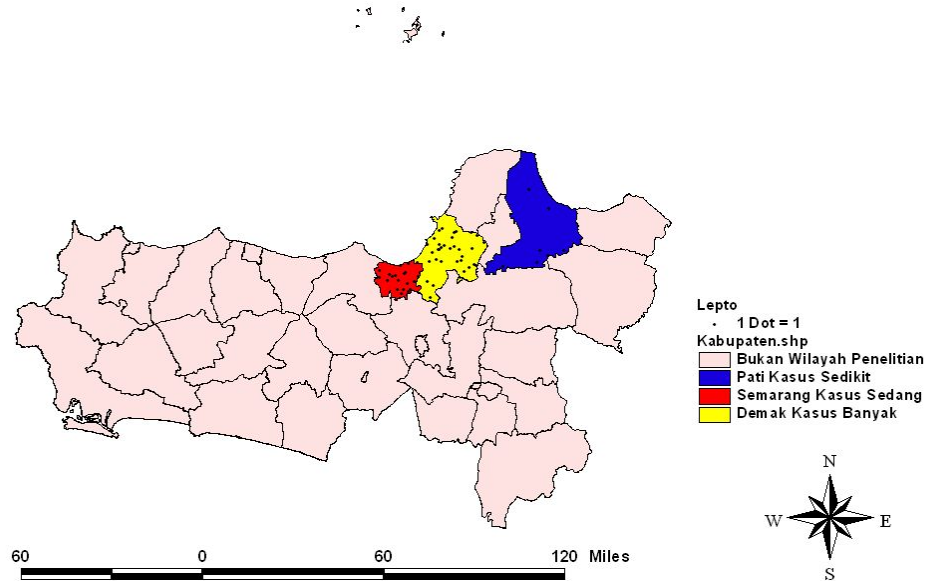 Lepto
1 Dot = 1
Kabupaten.shp
Bukan Wilayah Penelitian
Pati Kasus Sedikit
Semarang Kasus Sedang
Demak Kasus Banyak
N
W E
S
60 0 60 120 Miles